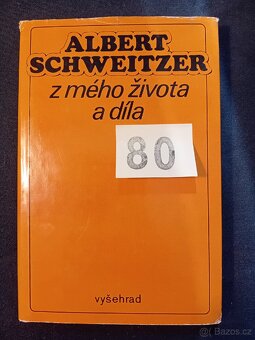 ALBERT
SCHWEITZER
z mého života
a díla
80
vyšehrad
© Bazos.cz